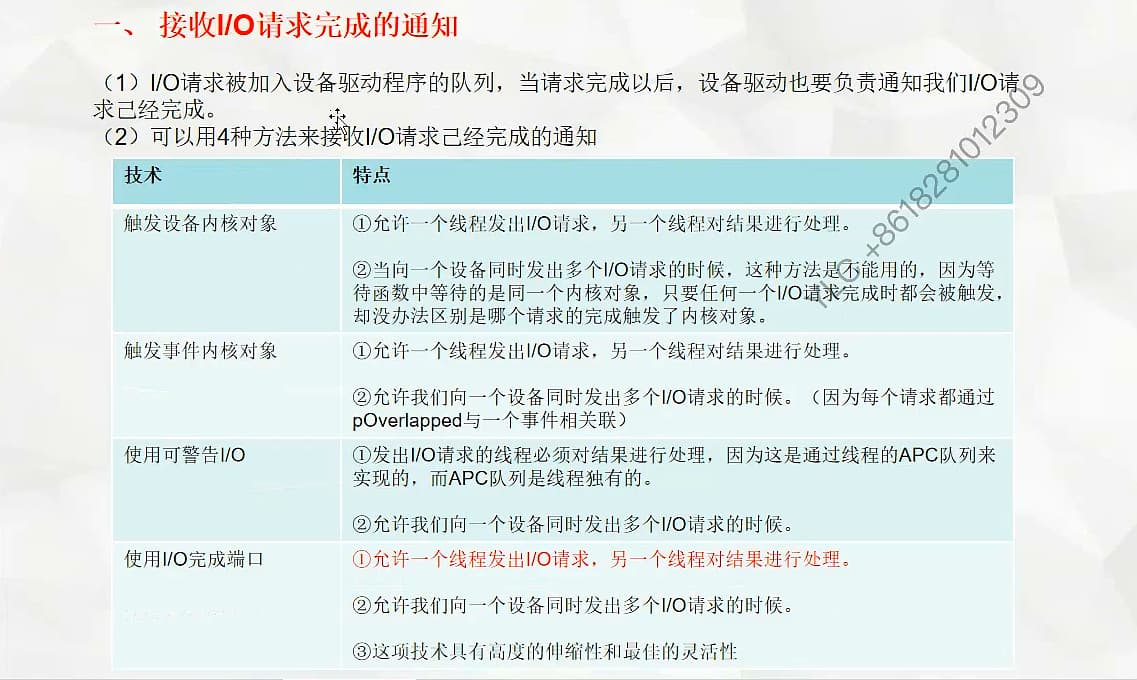 一、 接收I/O请求完成的通知
（1）I/O请求被加入设备驱动程序的队列，当请求完成以后，设备驱动也要负责通知我们I/O请
求己经完成。
（2）可以用4种方法来接收I/O请求己经完成的通知
技术 特点
触发设备内核对象 ①允许一个线程发出I/O请求，另一个线程对结果进行处理。
②当向一个设备同时发出多个I/O请求的时候，这种方法是不能用的，因为等
待函数中等待的是同一个内核对象，只要任何一个I/O请求完成时都会被触发，
却没办法区别是哪个请求的完成触发了内核对象。
触发事件内核对象 ①允许一个线程发出I/O请求，另一个线程对结果进行处理。
②允许我们向一个设备同时发出多个I/O请求的时候。（因为每个请求都通过
pOverlapped与一个事件相关联）
使用可警告I/O ①发出I/O请求的线程必须对结果进行处理，因为这是通过线程的APC队列来
实现的，而APC队列是线程独有的。
②允许我们向一个设备同时发出多个I/O请求的时候。
使用I/O完成端口 ①允许一个线程发出I/O请求，另一个线程对结果进行处理。
②允许我们向一个设备同时发出多个I/O请求的时候。
③这项技术具有高度的伸缩性和最佳的灵活性
+8618281012309